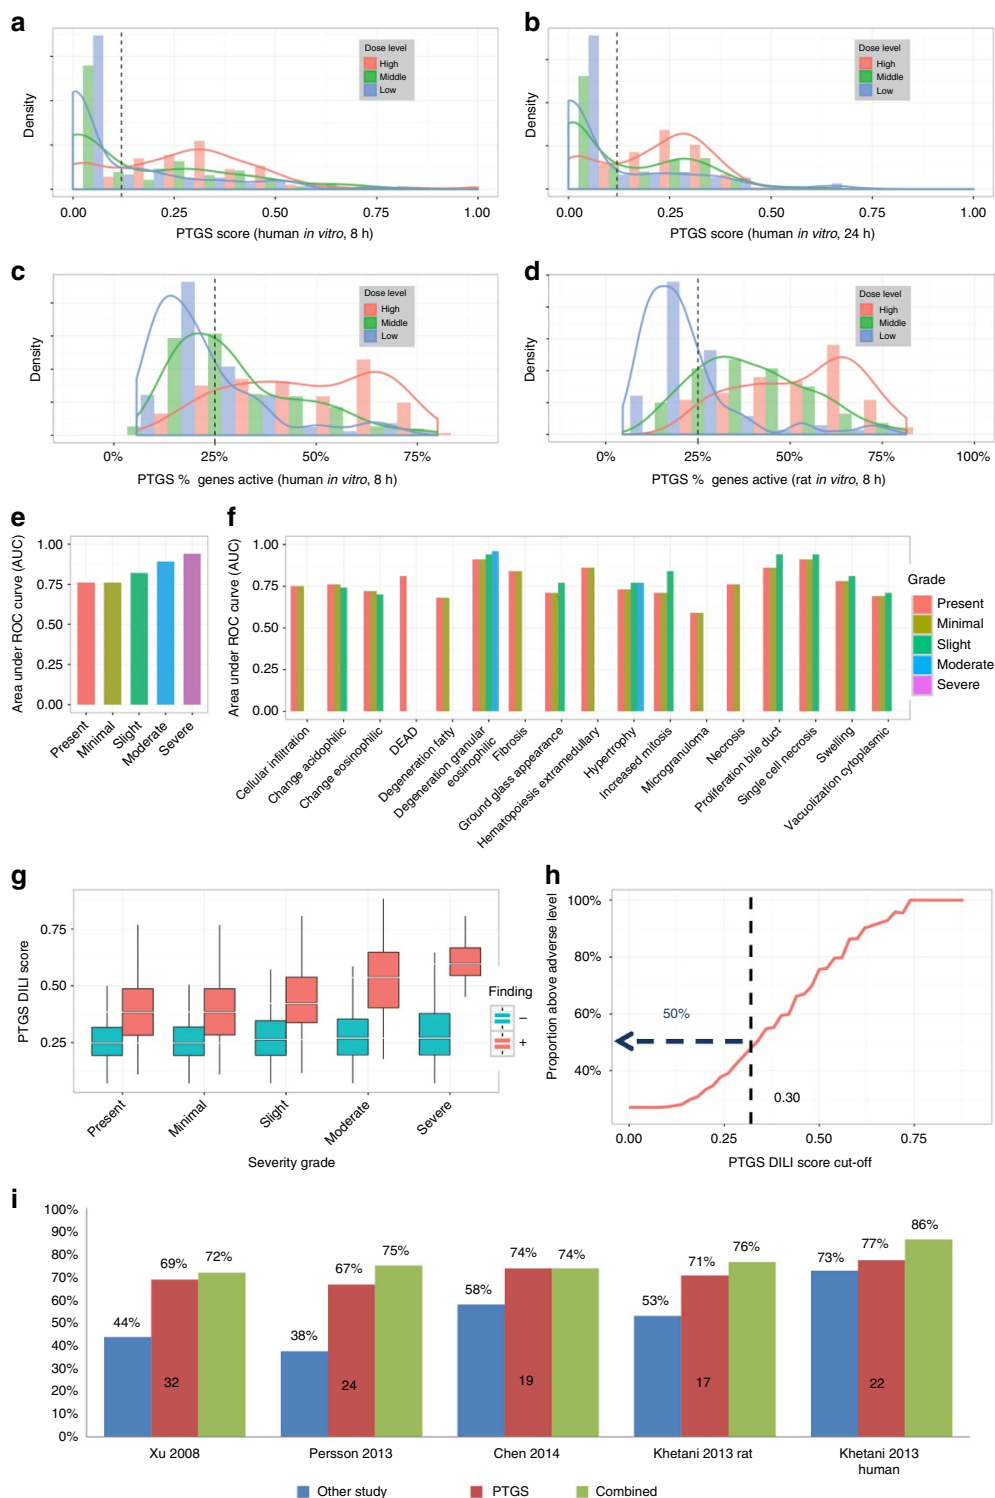 a
Density
Dose level
High
Middle
Low
0.00 0.25 0.50 0.75 1.00
PTGS score (human in vitro, 8 h)
b
Density
Dose level
High
Middle
Low
0.00 0.25 0.50 0.75 1.00
PTGS score (human in vitro, 24 h)
c
Density
Dose level
High
Middle
Low
0% 25% 50% 75%
PTGS % genes active (human in vitro, 8 h)
d
Density
Dose level
High
Middle
Low
0% 25% 50% 75% 100%
PTGS % genes active (rat in vitro, 8 h)
e
Area under ROC curve (AUC)
1.00
0.75
0.50
0.25
0.00
Present
Minimal
Slight
Moderate
Severe
f
Area under ROC curve (AUC)
1.00
0.75
0.50
0.25
0.00
Cellular infiltration
Change acidophilic
Change eosinophilic
DEAD
Degeneration fatty
Degeneration granular
eosinophilic
Fibrosis
Ground glass appearance
Hematopoiesis extramedullary
Hypertrophy
Increased mitosis
Microgranuloma
Necrosis
Proliferation bile duct
Single cell necrosis
Swelling
Vacuolization cytoplasmic
Grade
Present
Minimal
Slight
Moderate
Severe
g
PTGS DILI score
0.75
0.50
0.25
Present
Minimal
Slight
Moderate
Severe
Severity grade
Finding
−
+
h
Proportion above adverse level
100%
80%
60%
40%
50%
0.30
0.00 0.25 0.50 0.75
PTGS DILI score cut-off
i
100%
90%
80%
70%
60%
50%
40%
30%
20%
10%
0%
44% 69% 72%
32
38% 67% 75%
24
58% 74% 74%
19
53% 71% 76%
17
73% 77% 86%
22
Xu 2008
Persson 2013
Chen 2014
Khetani 2013 rat
Khetani 2013
human
Other study
PTGS
Combined